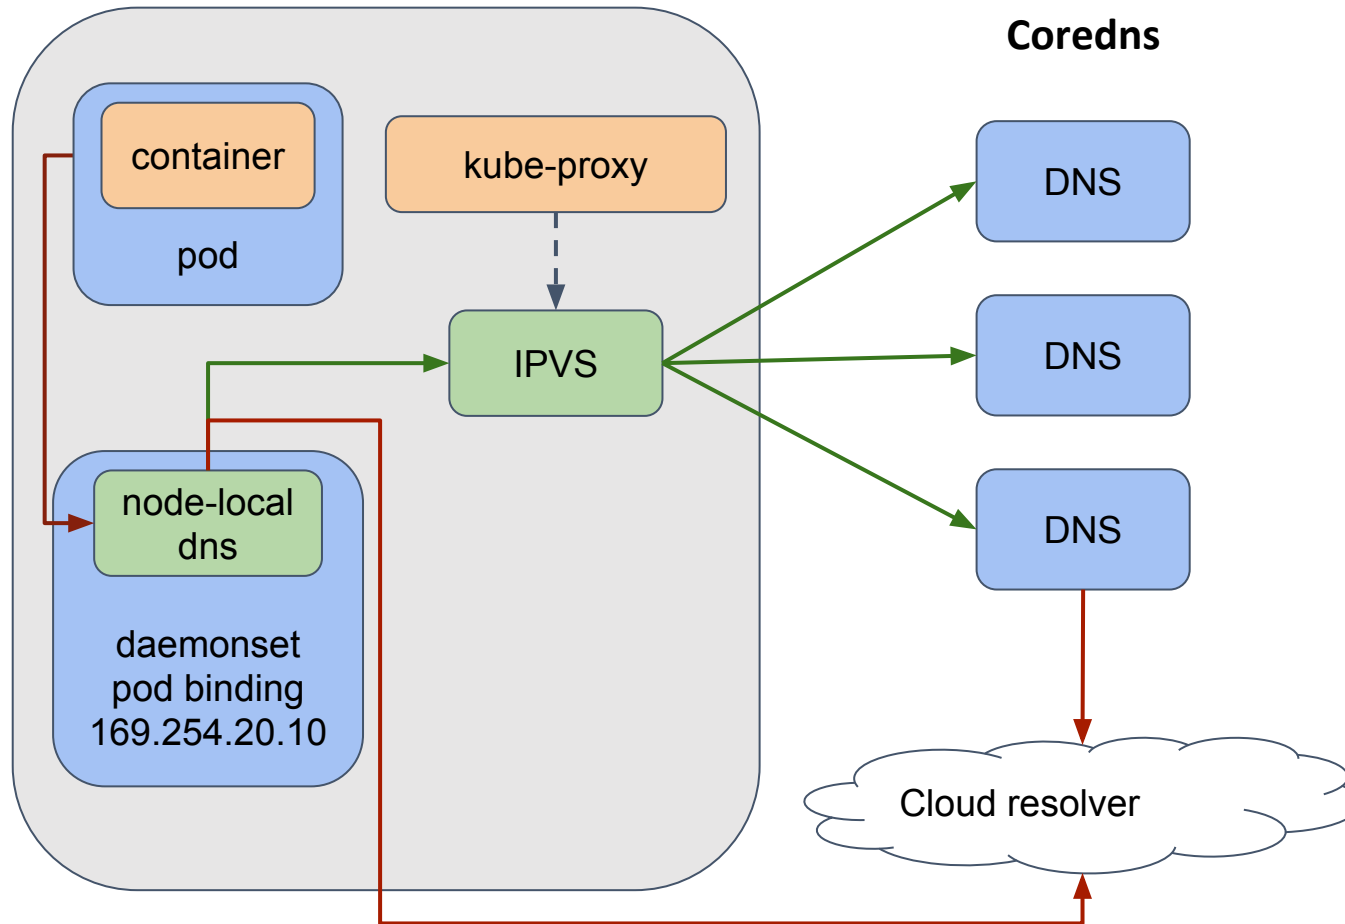 Coredns
container
pod
kube-proxy
IPVS
node-local
dns
daemonset
pod binding
169.254.20.10
DNS
DNS
DNS
Cloud resolver